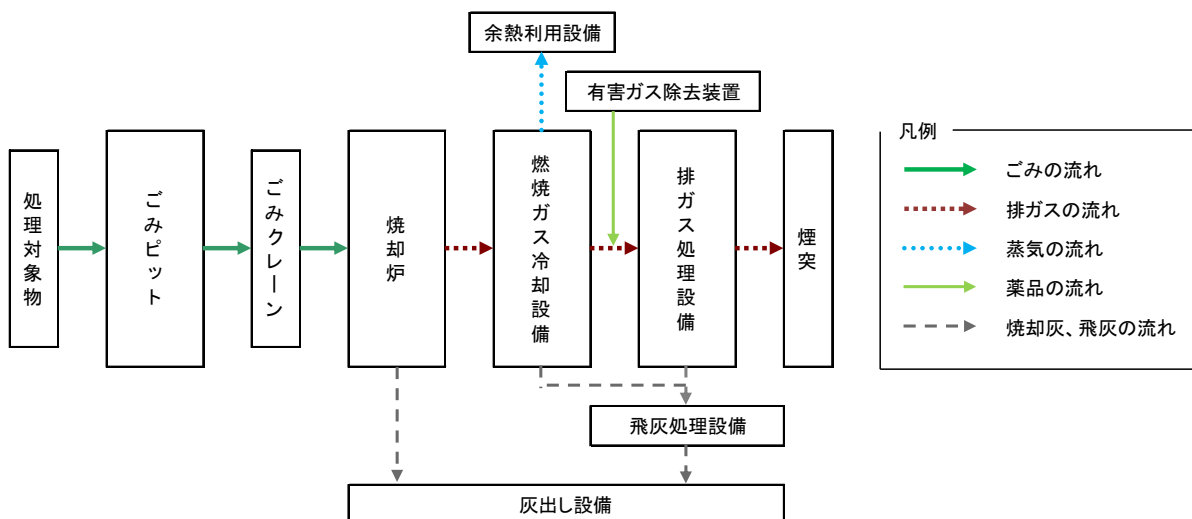 余熱利用設備
有害ガス除去装置
処理対象物
ごみピット
ごみクレーン
焼却炉
燃焼ガス冷却設備
排ガス処理設備
煙突
飛灰処理設備
灰出し設備
凡例
ごみの流れ
排ガスの流れ
蒸気の流れ
薬品の流れ
焼却灰、飛灰の流れ